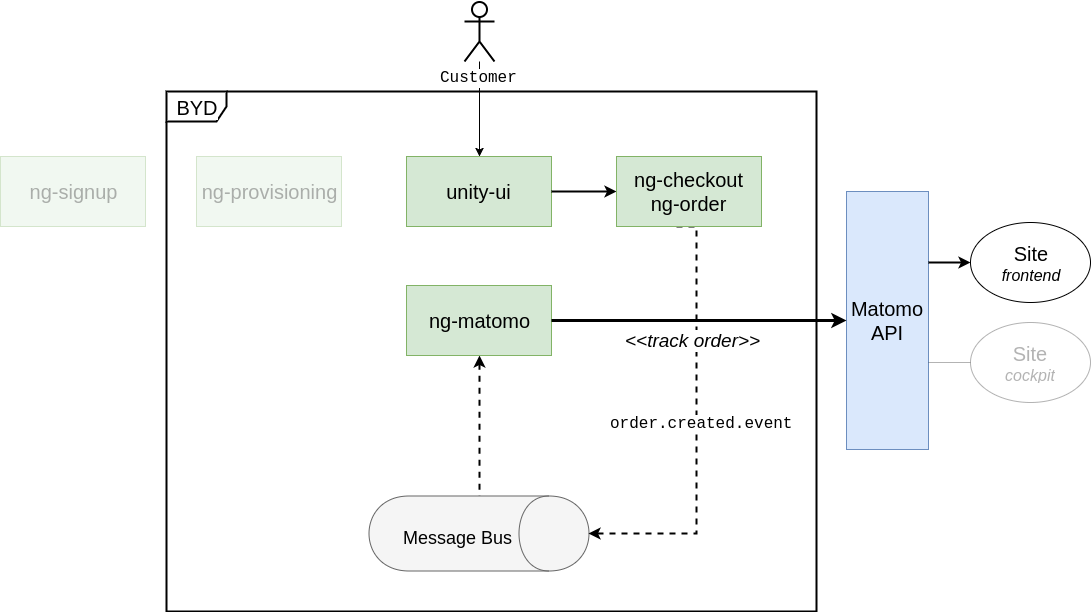 Customer
BYD
ng-signup
ng-provisioning
unity-ui
ng-checkout
ng-order
ng-matomo
<<track order>>
Matomo
API
Site
frontend
Site
cockpit
order.created.event
Message Bus